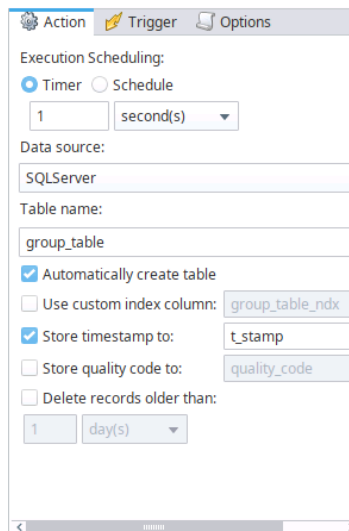 Action Trigger Options
Execution Scheduling:
Timer Schedule
1 second(s)
Data source:
SQLServer
Table name:
group_table
Automatically create table
Use custom index column: group_table_ndx
Store timestamp to: t_stamp
Store quality code to: quality_code
Delete records older than:
1 day(s)